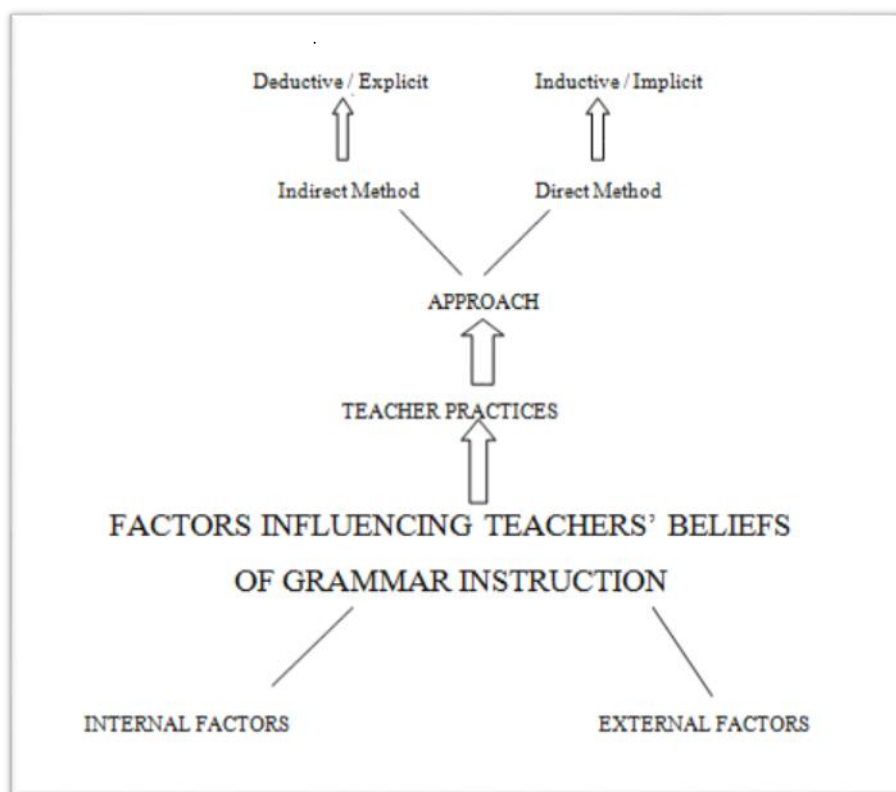 Deductive / Explicit
Inductive / Implicit
Indirect Method
Direct Method
APPROACH
TEACHER PRACTICES
FACTORS INFLUENCING TEACHERS’ BELIEFS
OF GRAMMAR INSTRUCTION
INTERNAL FACTORS
EXTERNAL FACTORS